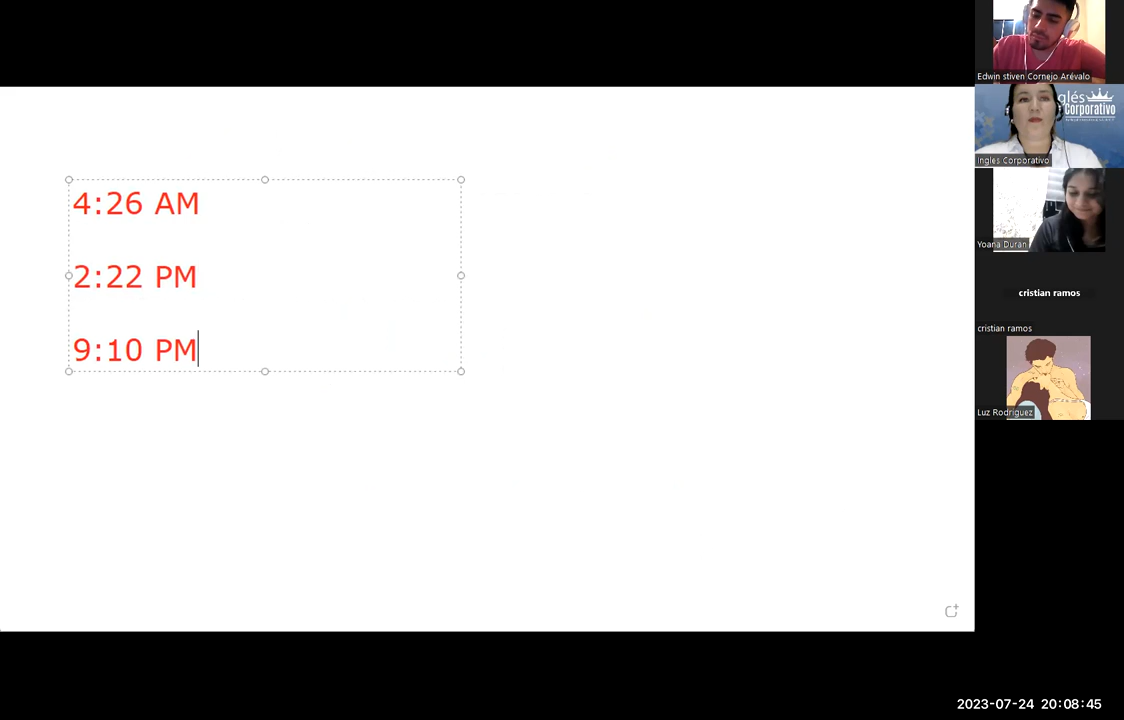 4:26 AM
2:22 PM
9:10 PM
Edwin stiven Cornejo Arévalo
glés
Corporativo
Ingles Corporativo
Yoana Duran
cristian ramos
cristian ramos
Luz Rodriguez
2023-07-24 20:08:45